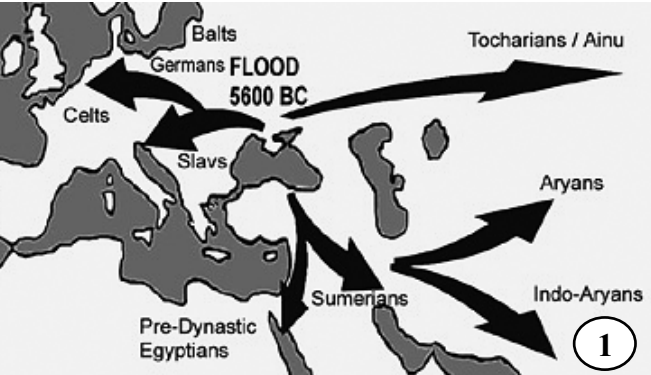 Balts
Tocharians / Ainu
Germans
FLOOD
5600 BC
Celts
Slavs
Aryans
Sumerians
Indo-Aryans
Pre-Dynastic
Egyptians
1